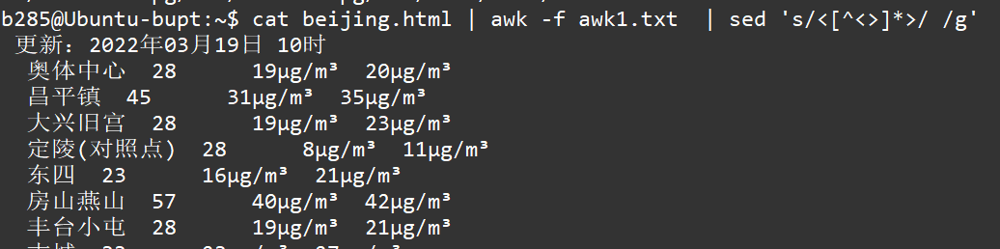 b285@Ubuntu-bupt:~$ cat beijing.html | awk -f awk1.txt  | sed 's/<[^<>]*>/ /g'
更新：2022年03月19日 10时
奥体中心  28      19μg/m³  20μg/m³
昌平镇  45      31μg/m³  35μg/m³
大兴旧宫  28      19μg/m³  23μg/m³
定陵(对照点)  28      8μg/m³  11μg/m³
东四  23      16μg/m³  21μg/m³
房山燕山  57      40μg/m³  42μg/m³
丰台小屯  28      19μg/m³  21μg/m³